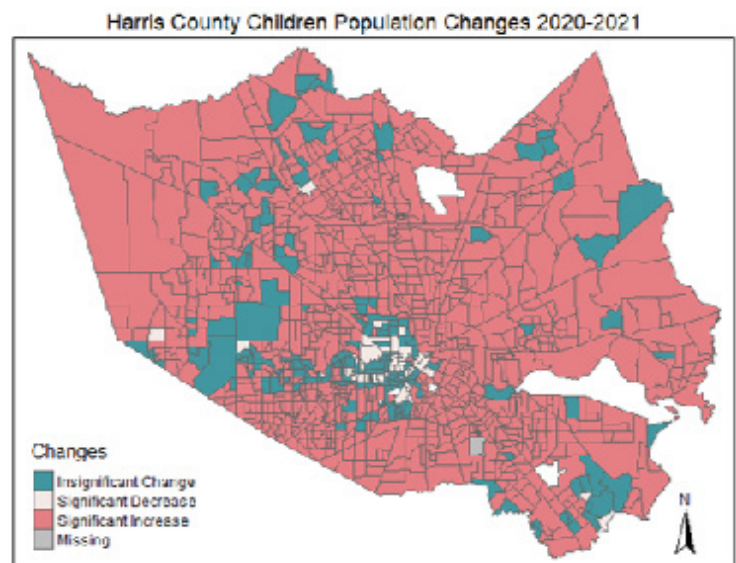 Harris County Children Population Changes 2020-2021
Changes
Insignificant Change
Significant Decrease
Significant Increase
Missing
N